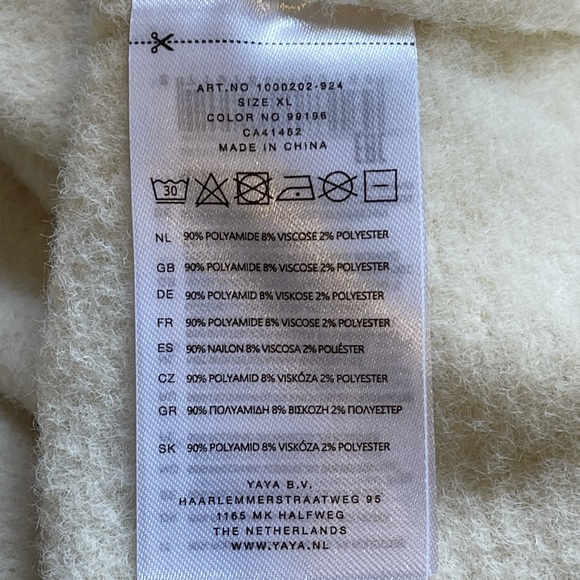 ART.NO 1000202-924
SIZE XL
COLOR NO 99196
CA41462
MADE IN CHINA
30
NL 90% POLYAMIDE 8% VISCOSE 2% POLYESTER
GB 90% POLYAMIDE 8% VISCOSE 2% POLYESTER
DE 90% POLYAMID 8% VISKOSE 2% POLYESTER
FR 90% POLYAMIDE 8% VISCOSE 2% POLYESTER
ES 90% NAILON 8% VISCOSA 2% POLIÉSTER
CZ 90% POLYAMID 8% VISKÓZA 2% POLYESTER
GR 90% ΠΟΛΥΑΜΙΔΗ 8% ΒΙΣΚΟΖΗ 2% ΠΟΛΥΕΣΤΕΡ
SK 90% POLYAMID 8% VISKÓZA 2% POLYESTER
YAYA B.V.
HAARLEMMERSTRAATWEG 95
1165 MK HALFWEG
THE NETHERLANDS
WWW.YAYA.NL